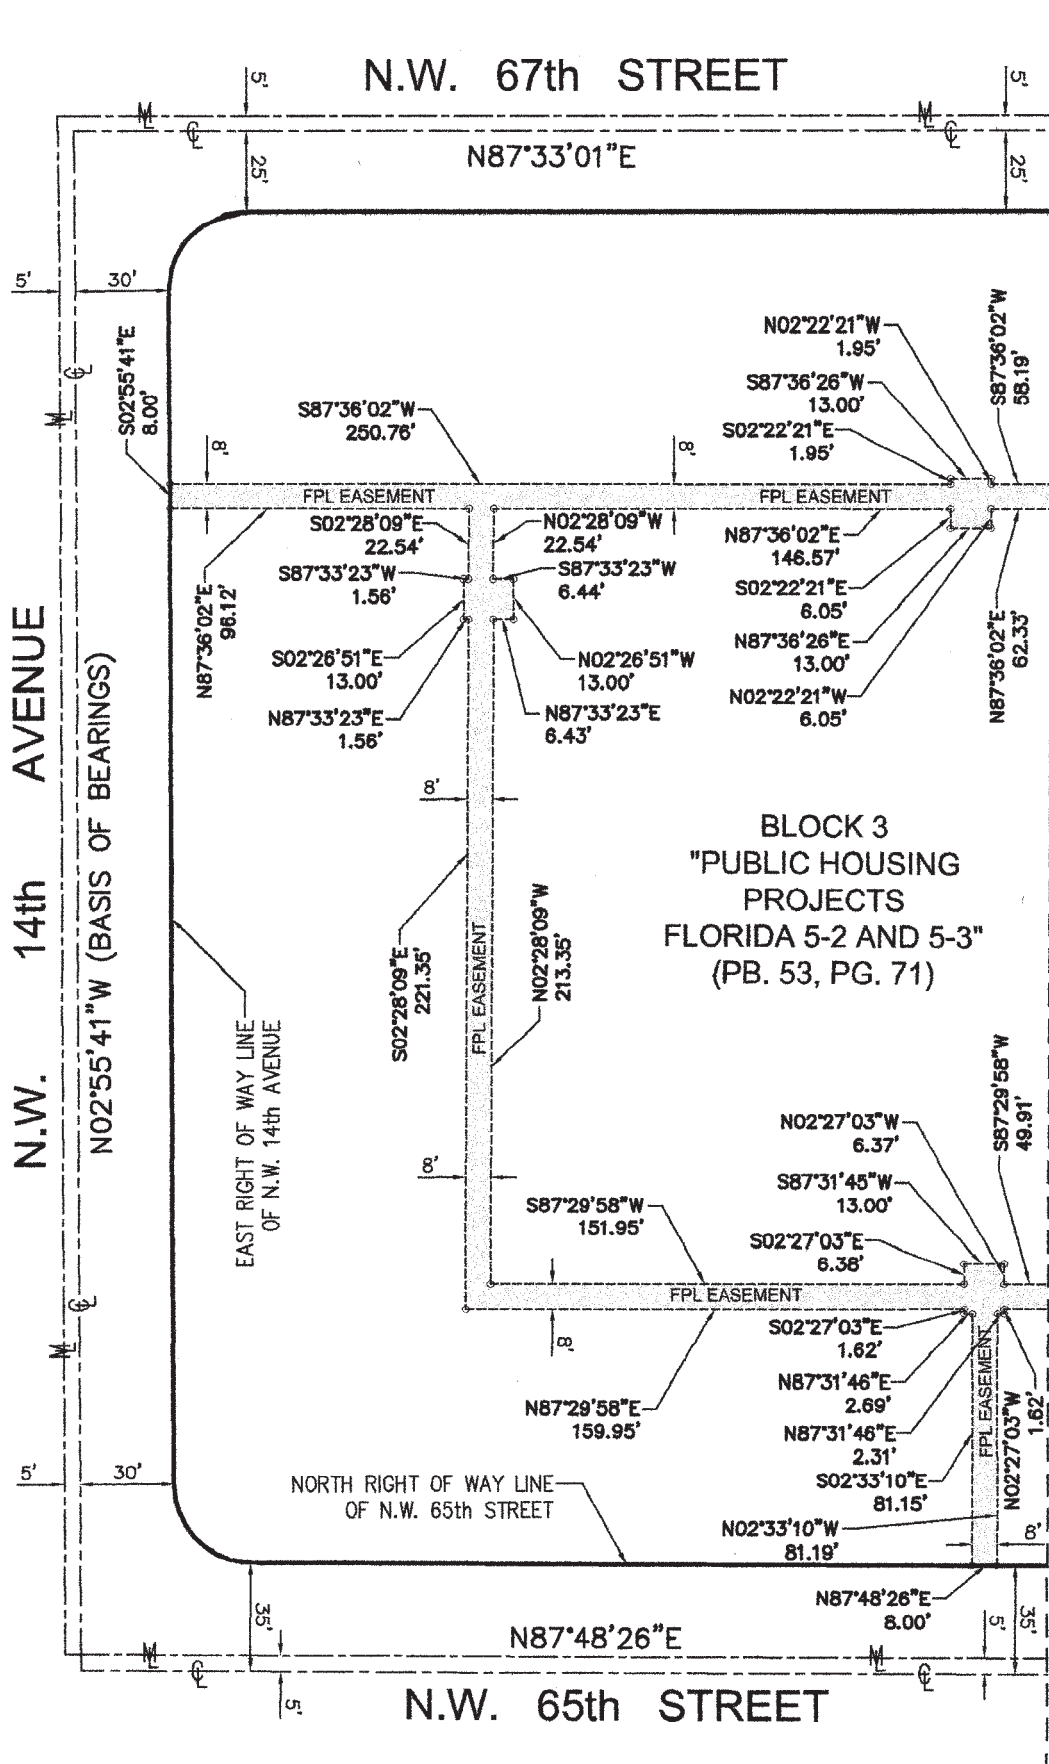 N.W. 67th STREET
5'
5'
M
L
C
L
M
L
C
L
N87°33'01"E
25'
25'
5'
30'
S02°55'41"E
8.00'
C
L
M
L
N02°22'21"W
1.95'
S87°36'26"W
13.00'
S02°22'21"E
1.95'
S87°36'02"W
58.19'
S87°36'02"W
250.76'
8'
8'
FPL EASEMENT
FPL EASEMENT
S02°28'09"E
22.54'
N02°28'09"W
22.54'
S87°33'23"W
1.56'
S87°33'23"W
6.44'
N87°36'02"E
96.12'
S02°26'51"E
13.00'
N02°26'51"W
13.00'
N87°33'23"E
1.56'
N87°33'23"E
6.43'
N87°36'02"E
146.57'
S02°22'21"E
6.05'
N87°36'26"E
13.00'
N02°22'21"W
6.05'
N87°36'02"E
62.33'
N.W. 14th AVENUE
N02°55'41"W (BASIS OF BEARINGS)
8'
BLOCK 3
"PUBLIC HOUSING
PROJECTS
FLORIDA 5-2 AND 5-3"
(PB. 53, PG. 71)
S02°28'09"E
221.35'
FPL EASEMENT
N02°28'09"W
213.35'
EAST RIGHT OF WAY LINE
OF N.W. 14th AVENUE
8'
N02°27'03"W
6.37'
S87°31'45"W
13.00'
S02°27'03"E
6.38'
S87°29'58"W
49.91'
S87°29'58"W
151.95'
FPL EASEMENT
8'
C
L
M
L
N87°29'58"E
159.95'
S02°27'03"E
1.62'
N87°31'46"E
2.69'
N87°31'46"E
2.31'
S02°33'10"E
81.15'
N02°33'10"W
81.19'
FPL EASEMENT
N02°27'03"W
1.62'
5'
30'
NORTH RIGHT OF WAY LINE
OF N.W. 65th STREET
8'
N87°48'26"E
8.00'
35'
5'
35'
N87°48'26"E
M
L
C
L
M
L
C
L
5'
N.W. 65th STREET